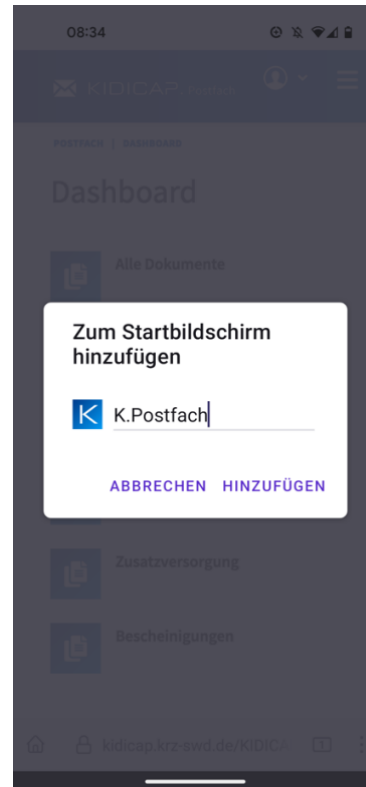 08:34
KIDICAP
POSTFACH | DASHBOARD
Dashboard
Alle Dokumente
Zum Startbildschirm
hinzufügen
K K.Postfach
ABBRECHEN HINZUFÜGEN
Zusatzversorgung
Bescheinigungen
kidicap.krz-swd.de/KIDICA 1